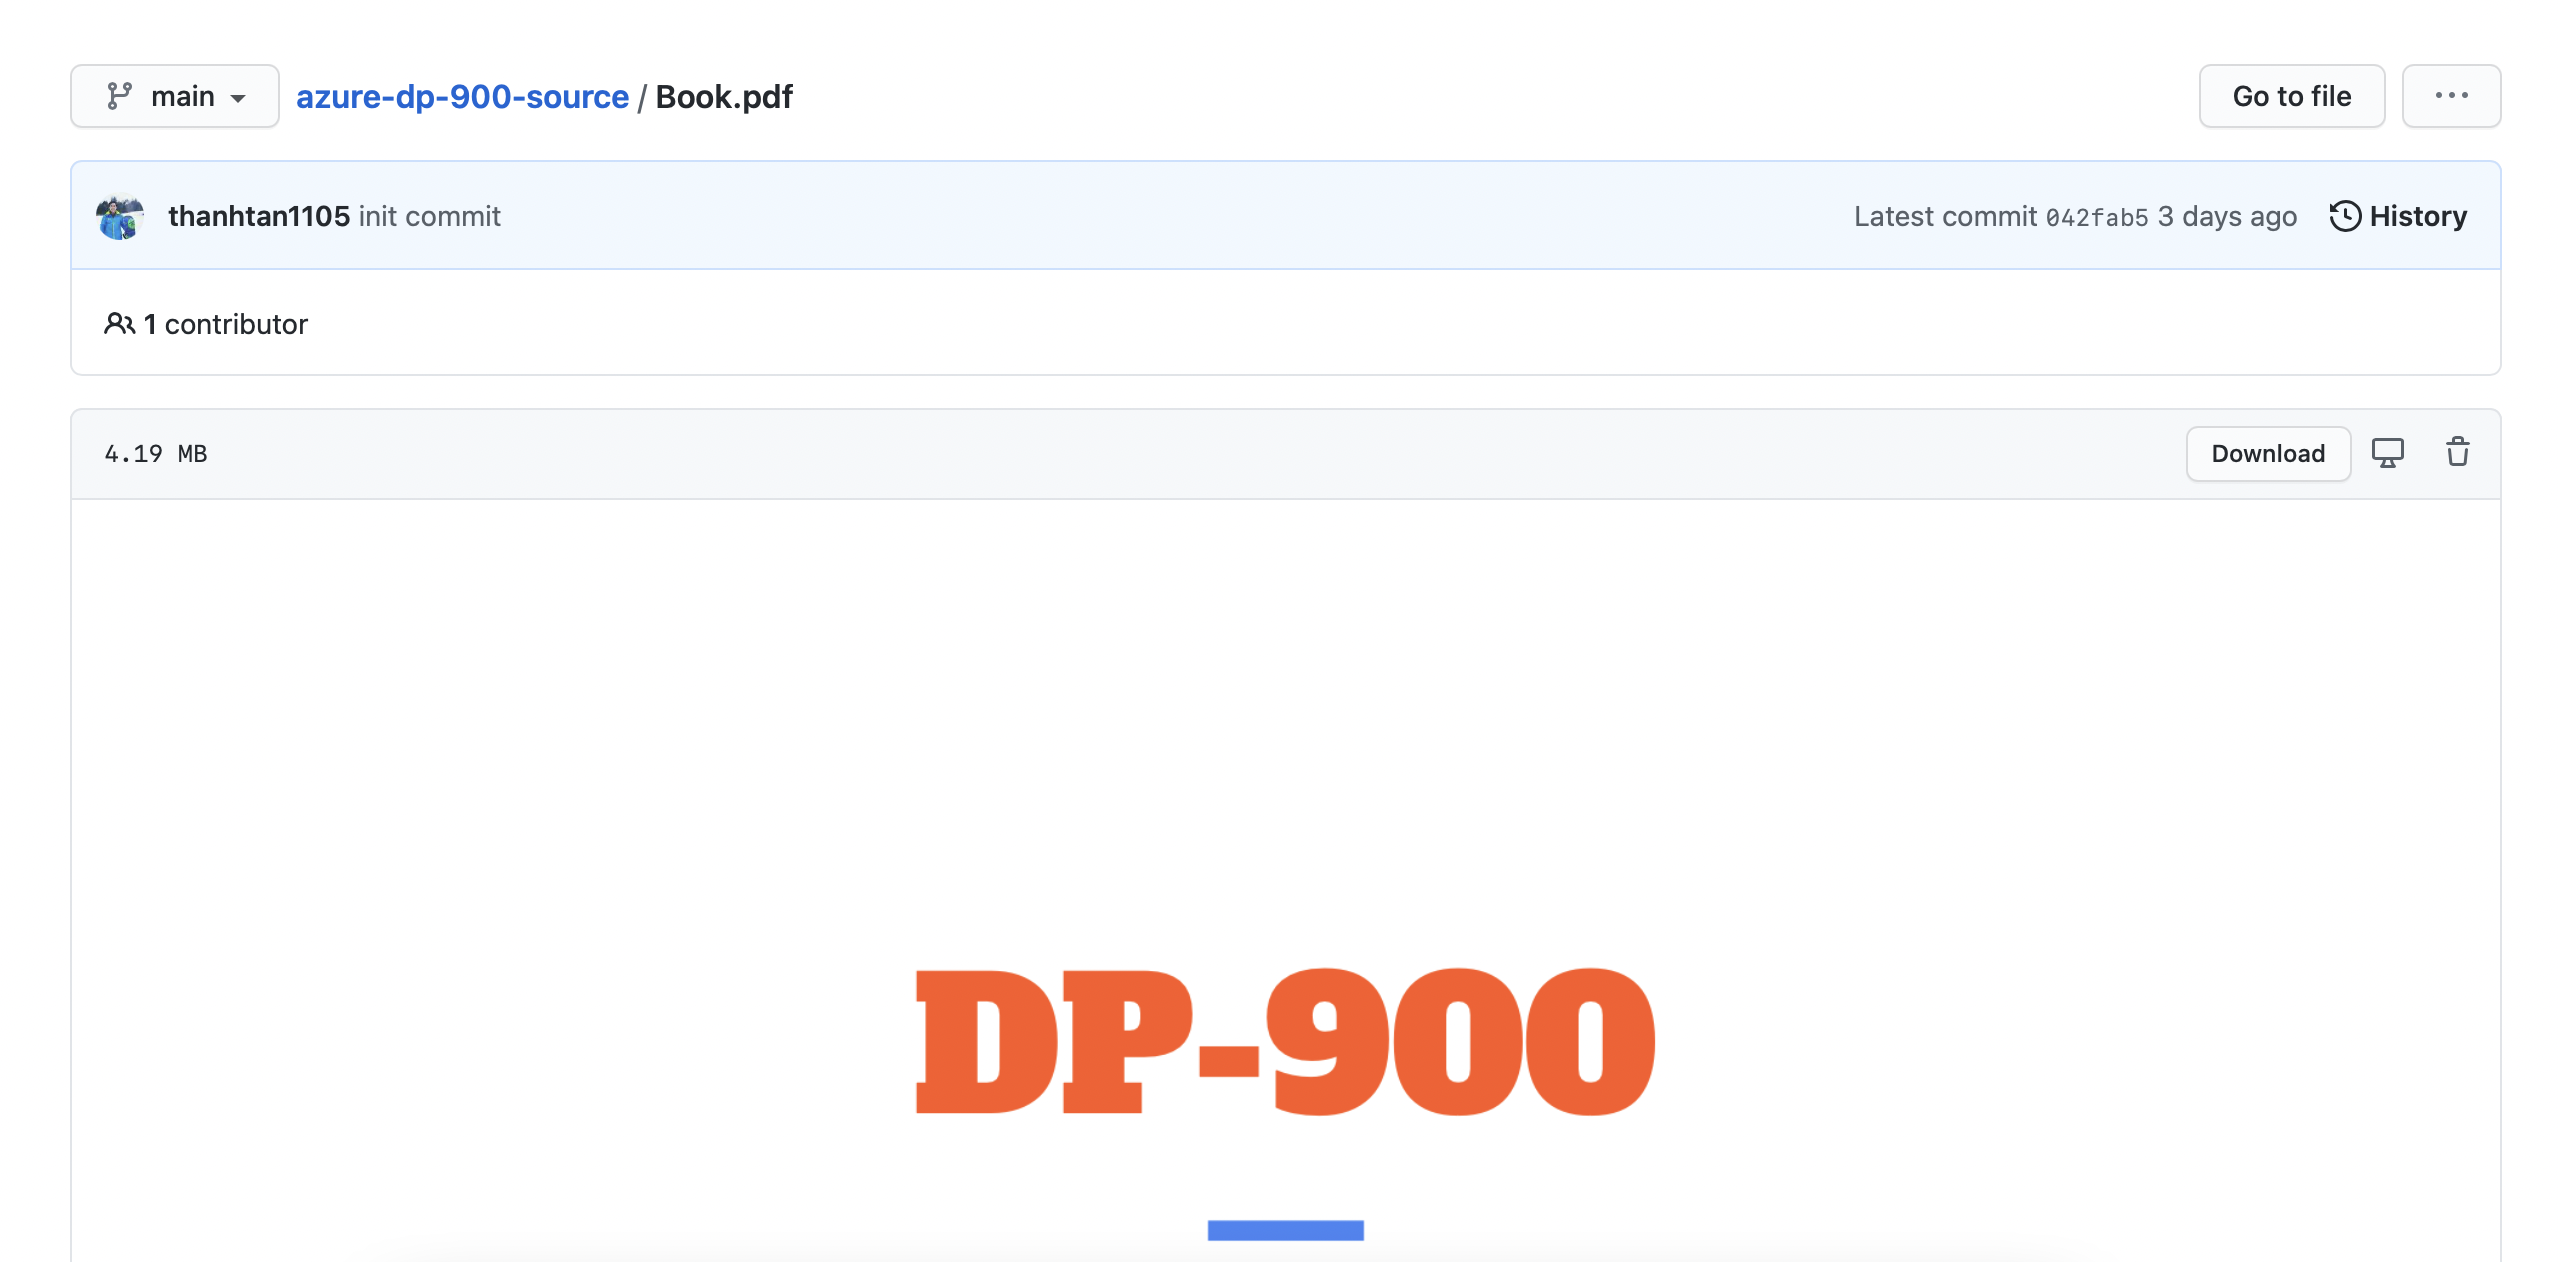 main azure-dp-900-source / Book.pdf Go to file ...
thanhtan1105 init commit Latest commit 042fab5 3 days ago History
1 contributor
4.19 MB Download
DP-900